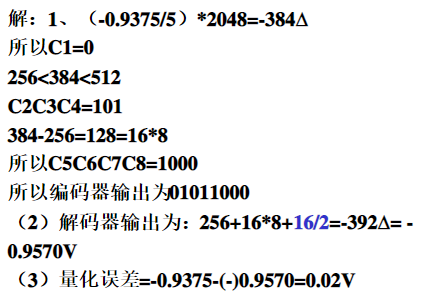 解：1、（-0.9375/5）*2048=-384Δ
所以C1=0
256<384<512
C2C3C4=101
384-256=128=16*8
所以C5C6C7C8=1000
所以编码器输出为01011000
（2）解码器输出为：256+16*8+16/2=-392Δ= -
0.9570V
（3）量化误差=-0.9375-(-)0.9570=0.02V